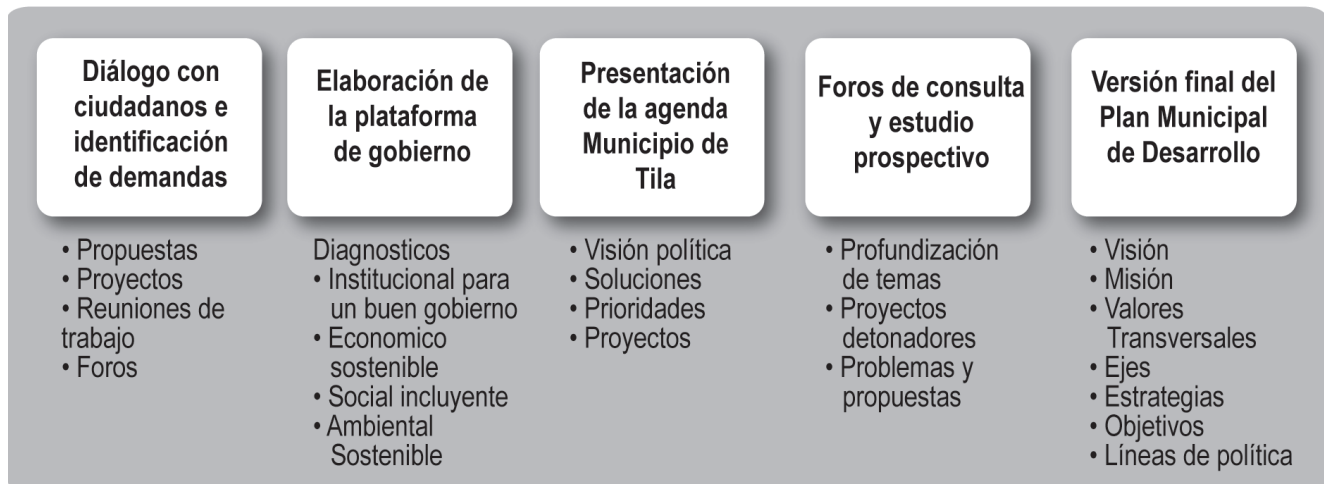 Diálogo con
ciudadanos e
identificación
de demandas
• Propuestas
• Proyectos
• Reuniones de
trabajo
• Foros
Elaboración de
la plataforma
de gobierno
Diagnosticos
• Institucional para
un buen gobierno
• Economico
sostenible
• Social incluyente
• Ambiental
Sostenible
Presentación
de la agenda
Municipio de
Tila
• Visión política
• Soluciones
• Prioridades
• Proyectos
Foros de consulta
y estudio
prospectivo
• Profundización
de temas
• Proyectos
detonadores
• Problemas y
propuestas
Versión final del
Plan Municipal
de Desarrollo
• Visión
• Misión
• Valores
Transversales
• Ejes
• Estrategias
• Objetivos
• Líneas de política